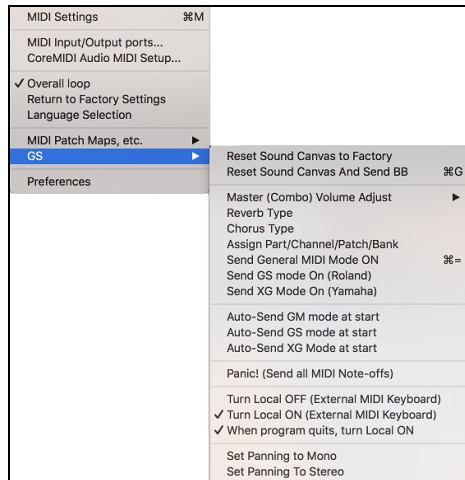 MIDI Settings ⌘M
MIDI Input/Output ports...
CoreMIDI Audio MIDI Setup...
✓ Overall loop
Return to Factory Settings
Language Selection
MIDI Patch Maps, etc. ▶
GS ▶
Preferences
Reset Sound Canvas to Factory
Reset Sound Canvas And Send BB ⌘G
Master (Combo) Volume Adjust ▶
Reverb Type
Chorus Type
Assign Part/Channel/Patch/Bank
Send General MIDI Mode ON ⌘=
Send GS mode On (Roland)
Send XG Mode On (Yamaha)
Auto-Send GM mode at start
Auto-Send GS mode at start
Auto-Send XG Mode at start
Panic! (Send all MIDI Note-offs)
Turn Local OFF (External MIDI Keyboard)
✓ Turn Local ON (External MIDI Keyboard)
✓ When program quits, turn Local ON
Set Panning to Mono
Set Panning To Stereo